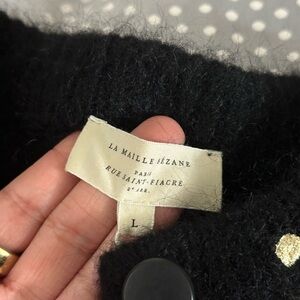 LA MAILLE SÉZANE
PARIS
RUE SAINT-FIACRE
2e ARR.
L